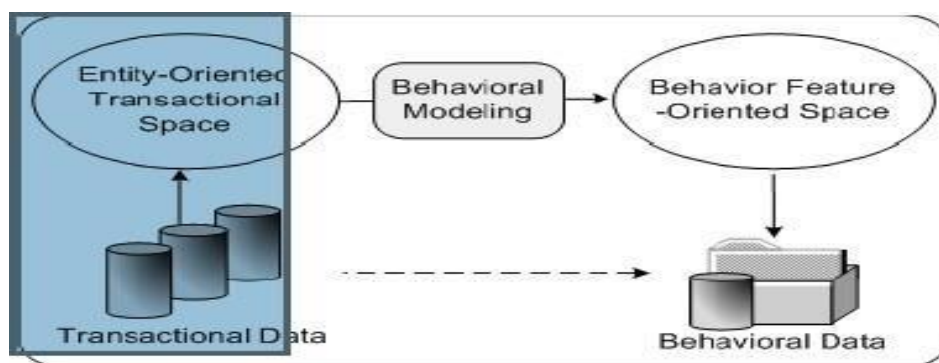 Entity-Oriented
Transactional
Space
Behavioral
Modeling
Behavior Feature
-Oriented Space
Transactional Data
Behavioral Data